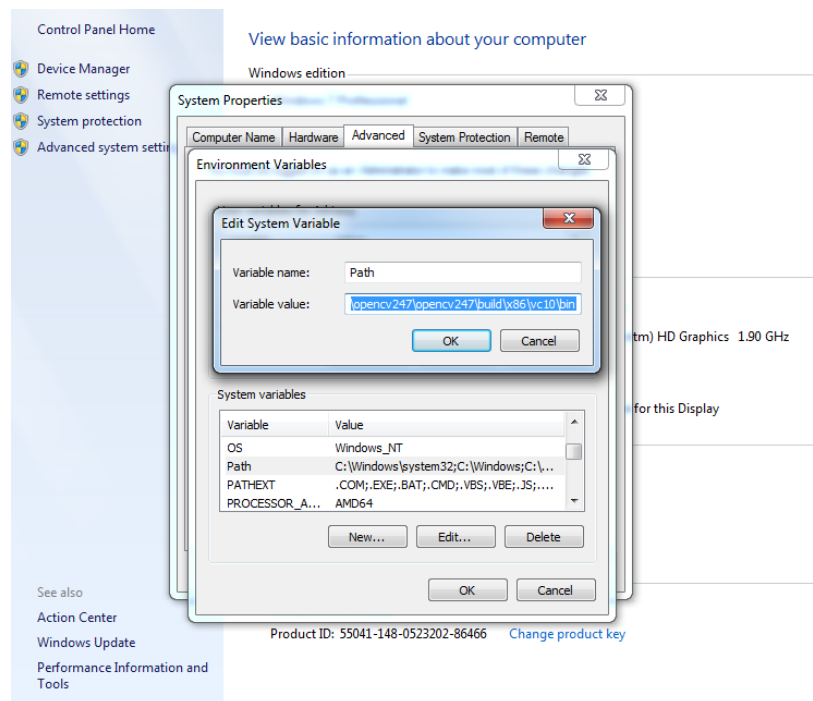 Control Panel Home
Device Manager
Remote settings
System protection
Advanced system settin
See also
Action Center
Windows Update
Performance Information and
Tools
View basic information about your computer
Windows edition
System Properties
Computer Name Hardware Advanced System Protection Remote
Environment Variables
Edit System Variable
Variable name: Path
Variable value: \opencv247\opencv247\build\x86\vc10\bin
OK Cancel
System variables
Variable Value
OS Windows_NT
Path C:\Windows\system32;C:\Windows;C:\...
PATHEXT .COM;.EXE;.BAT;.CMD;.VBS;.VBE;.JS;....
PROCESSOR_A... AMD64
New... Edit... Delete
OK Cancel
tm) HD Graphics 1.90 GHz
for this Display
Product ID: 55041-148-0523202-86466 Change product key